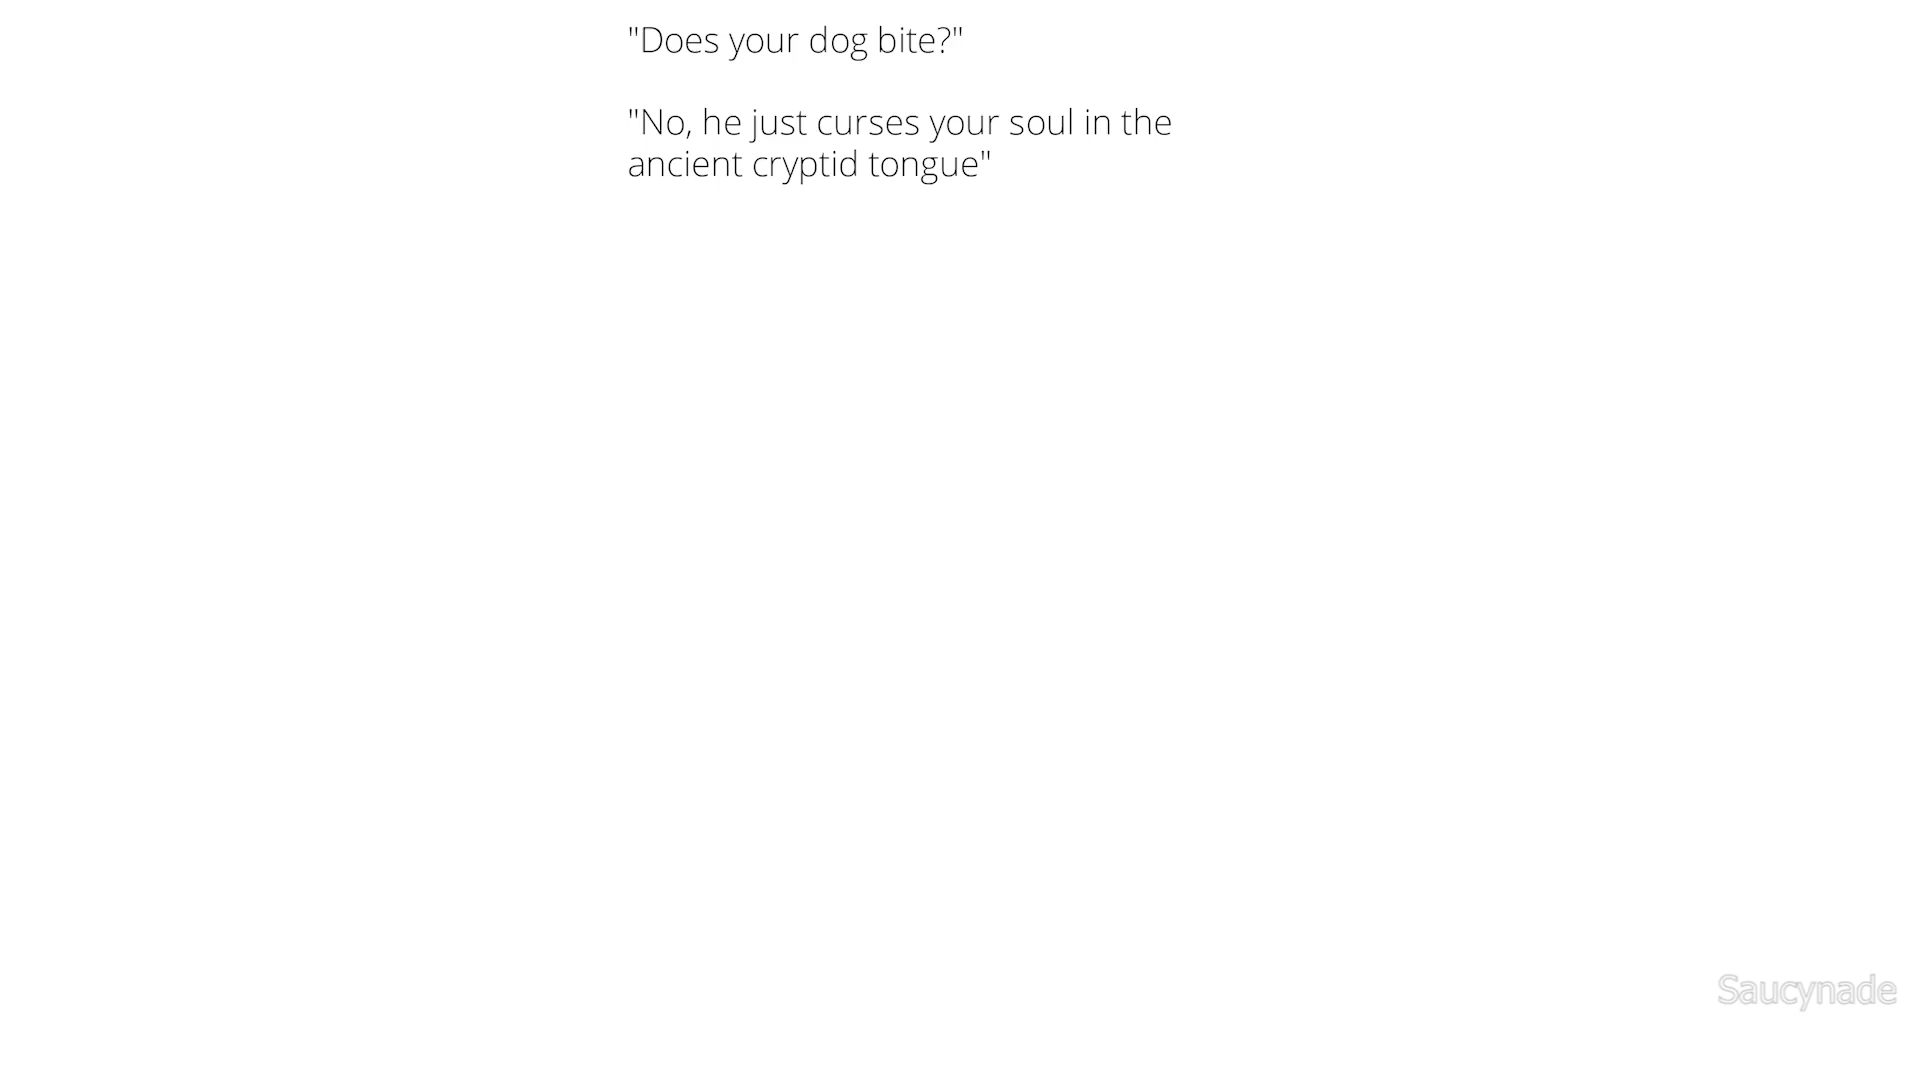 "Does your dog bite?"
"No, he just curses your soul in the
ancient cryptid tongue"
Saucynade